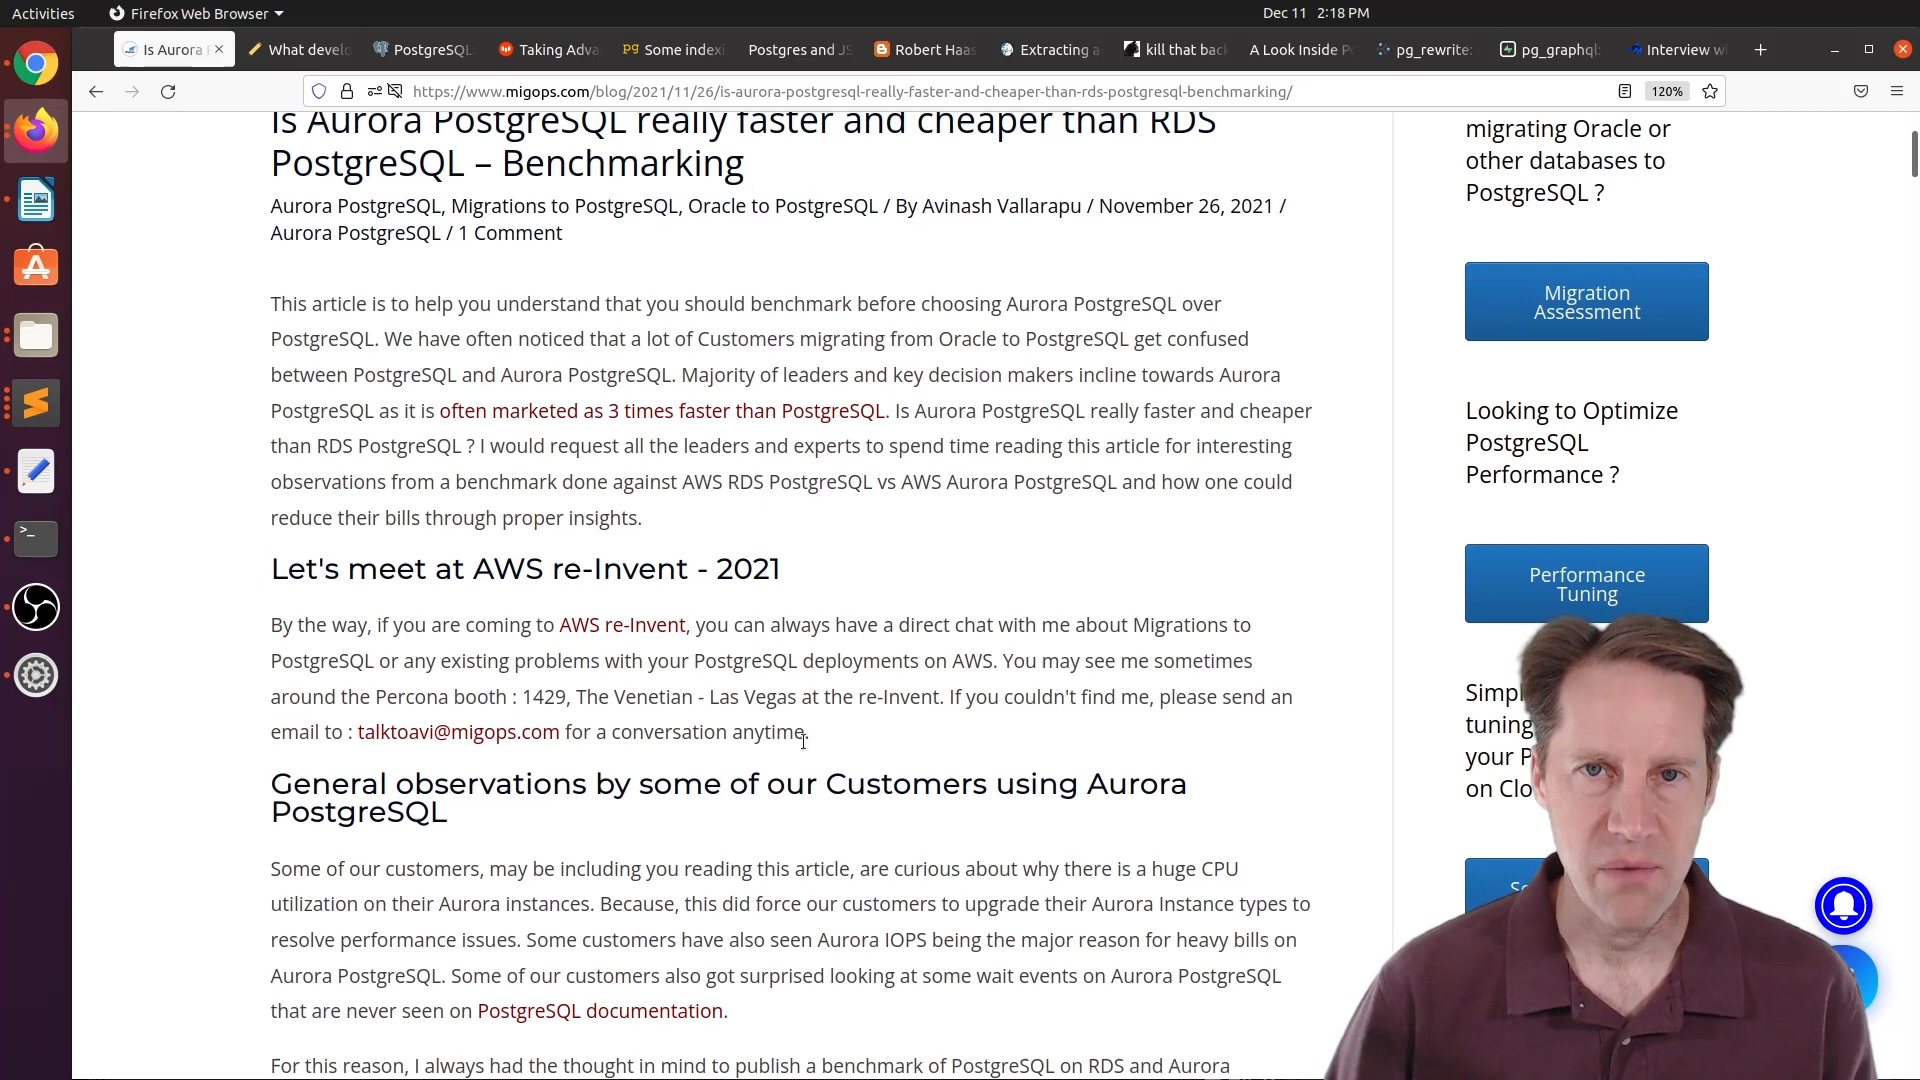 Activities Firefox Web Browser Dec 11 2:18 PM
Is Aurora What develo PostgreSQL Taking Adva Some indexi Postgres and JS Robert Haas Extracting a kill that back A Look Inside P pg_rewrite: pg_graphql: Interview wi
https://www.migops.com/blog/2021/11/26/is-aurora-postgresql-really-faster-and-cheaper-than-rds-postgresql-benchmarking/ 120%
Is Aurora PostgreSQL really faster and cheaper than RDS
PostgreSQL – Benchmarking
Aurora PostgreSQL, Migrations to PostgreSQL, Oracle to PostgreSQL / By Avinash Vallarapu / November 26, 2021 /
Aurora PostgreSQL / 1 Comment
This article is to help you understand that you should benchmark before choosing Aurora PostgreSQL over
PostgreSQL. We have often noticed that a lot of Customers migrating from Oracle to PostgreSQL get confused
between PostgreSQL and Aurora PostgreSQL. Majority of leaders and key decision makers incline towards Aurora
PostgreSQL as it is often marketed as 3 times faster than PostgreSQL. Is Aurora PostgreSQL really faster and cheaper
than RDS PostgreSQL ? I would request all the leaders and experts to spend time reading this article for interesting
observations from a benchmark done against AWS RDS PostgreSQL vs AWS Aurora PostgreSQL and how one could
reduce their bills through proper insights.
Let's meet at AWS re-Invent - 2021
By the way, if you are coming to AWS re-Invent, you can always have a direct chat with me about Migrations to
PostgreSQL or any existing problems with your PostgreSQL deployments on AWS. You may see me sometimes
around the Percona booth : 1429, The Venetian - Las Vegas at the re-Invent. If you couldn't find me, please send an
email to : talktoavi@migops.com for a conversation anytime.
General observations by some of our Customers using Aurora
PostgreSQL
Some of our customers, may be including you reading this article, are curious about why there is a huge CPU
utilization on their Aurora instances. Because, this did force our customers to upgrade their Aurora Instance types to
resolve performance issues. Some customers have also seen Aurora IOPS being the major reason for heavy bills on
Aurora PostgreSQL. Some of our customers also got surprised looking at some wait events on Aurora PostgreSQL
that are never seen on PostgreSQL documentation.
For this reason, I always had the thought in mind to publish a benchmark of PostgreSQL on RDS and Aurora
migrating Oracle or
other databases to
PostgreSQL ?
Migration
Assessment
Looking to Optimize
PostgreSQL
Performance ?
Performance
Tuning
Simpl
tuning
your P
on Clo